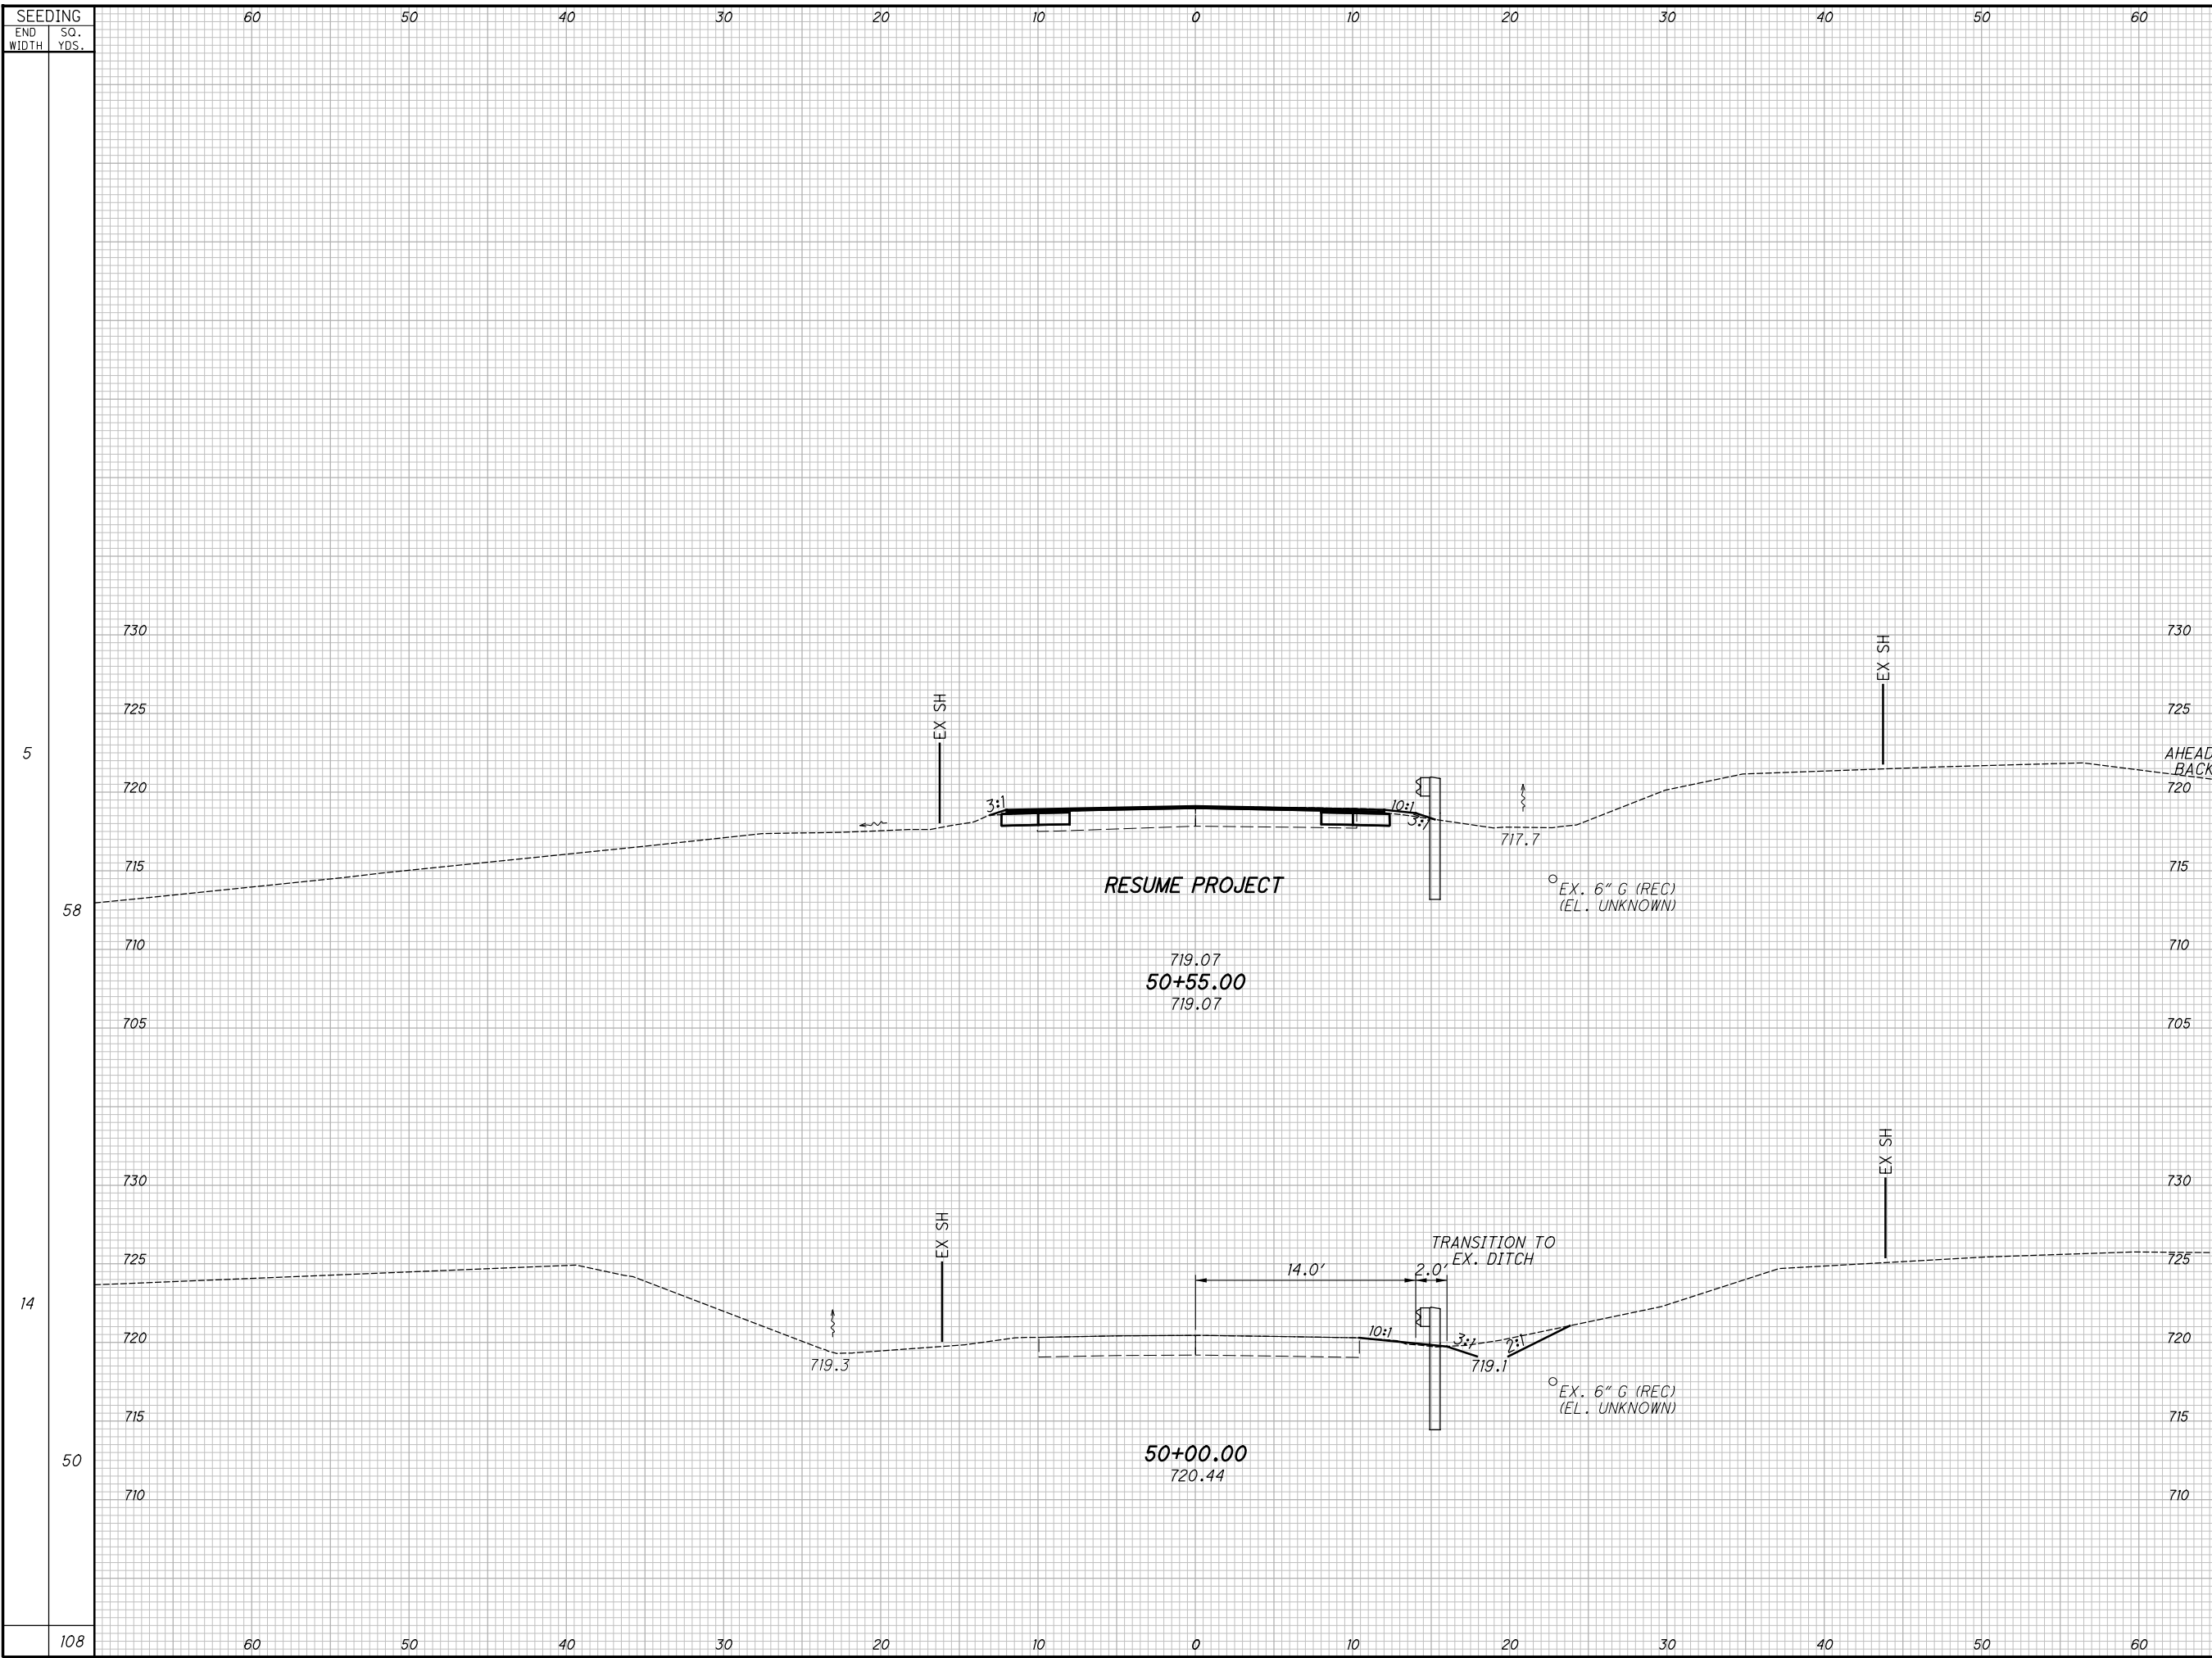 SEEDING
END WIDTH
SQ. YDS.
60 50 40 30 20 10 0 10 20 30 40 50 60
730 730
EX SH
725 EX SH 725
5 AHEAD
BACK
720 720
3:1 10:1
3:1
717.7
715 715
RESUME PROJECT
EX. 6" G (REC)
58 (EL. UNKNOWN)
710 710
719.07
50+55.00
719.07
705 705
EX SH
730 730
EX SH
TRANSITION TO
EX. DITCH
725 725
14.0' 2.0'
14
720 10:1 3:1 2:1 720
719.3 719.1
EX. 6" G (REC)
(EL. UNKNOWN)
715 715
50 50+00.00
720.44
710 710
108 60 50 40 30 20 10 0 10 20 30 40 50 60